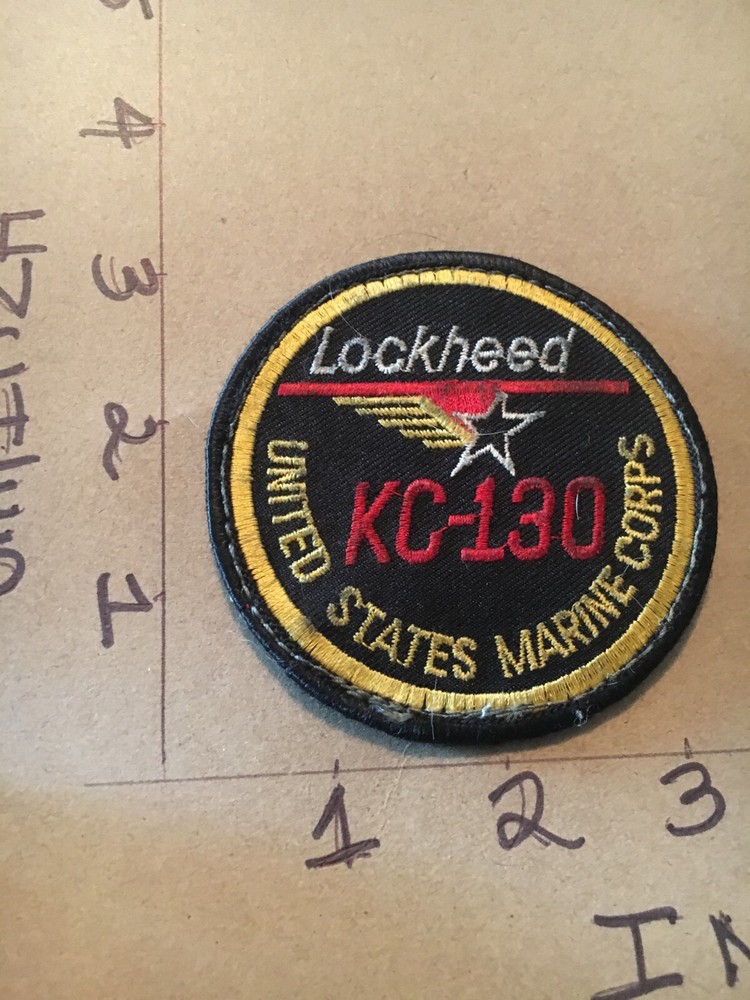 Lockheed
KC-130
UNITED STATES MARINE CORPS
4
3
2
1
1
2
3